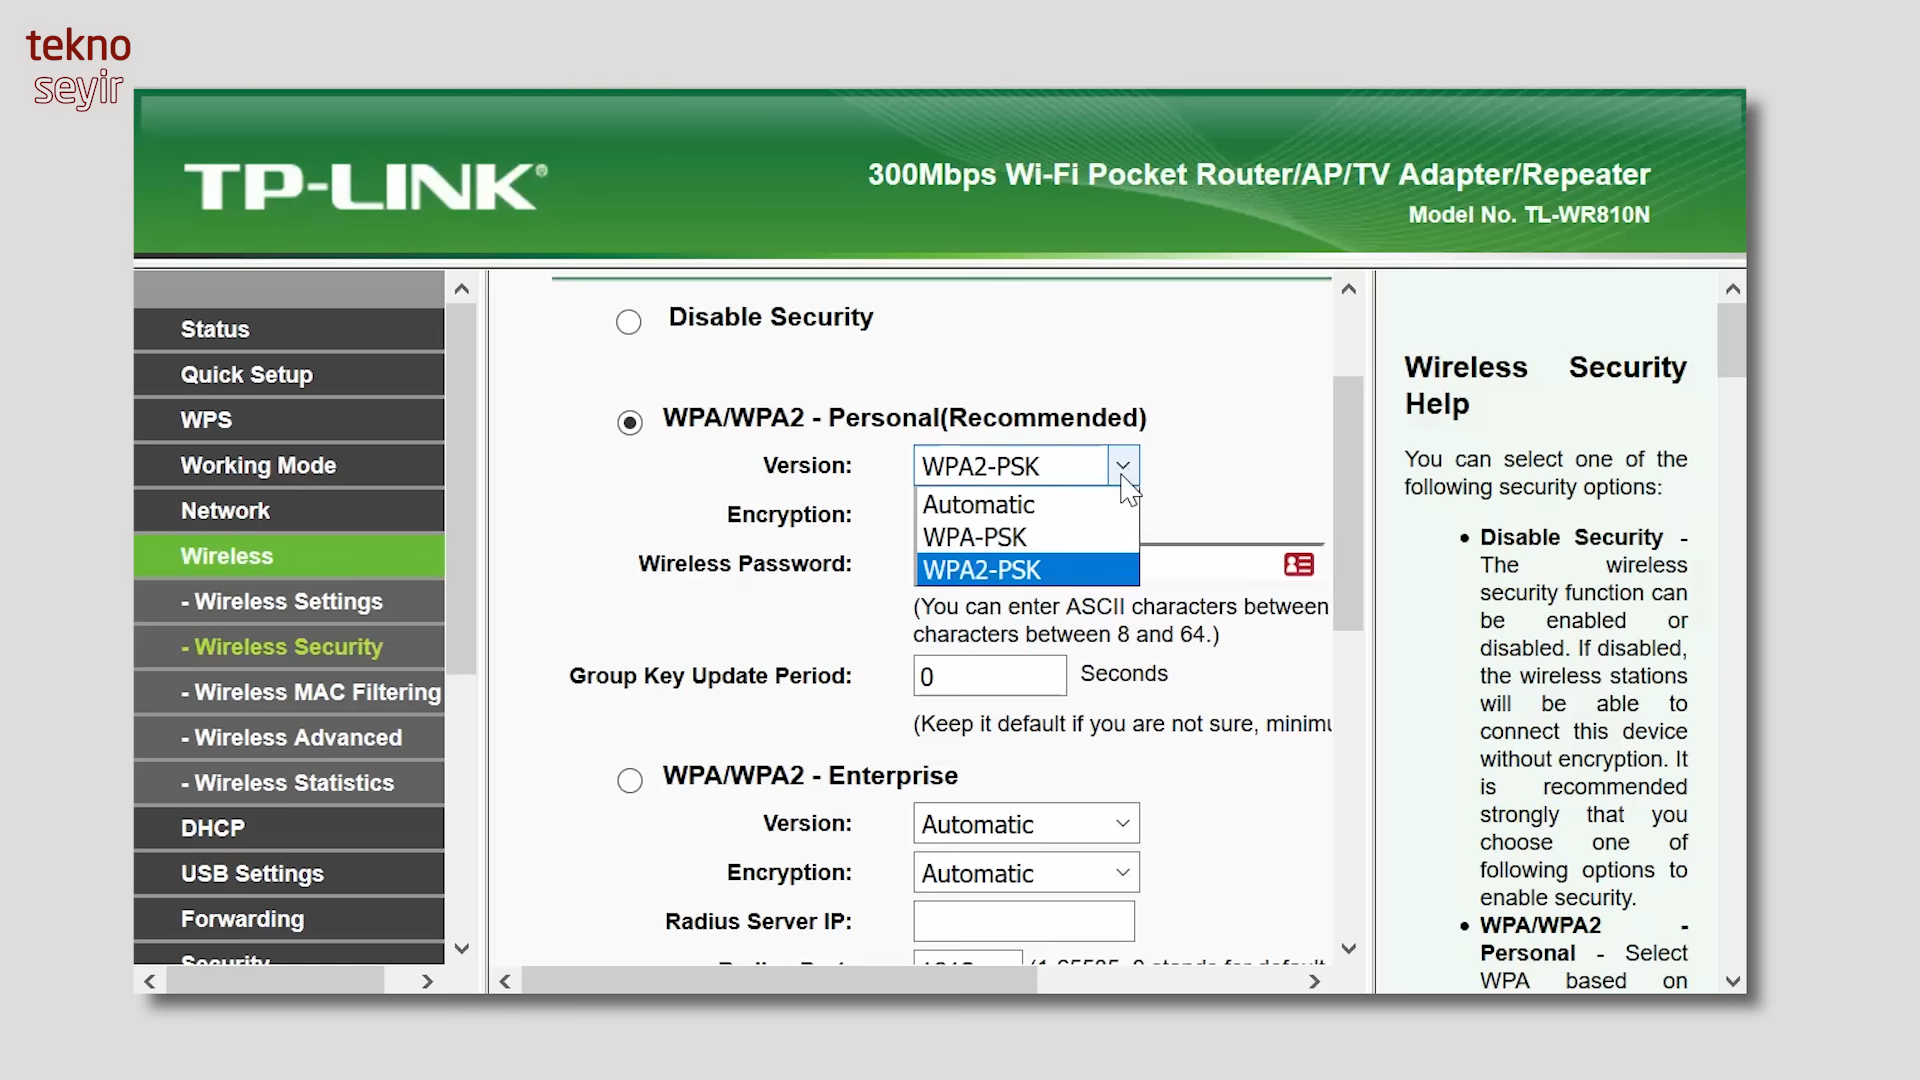 tekno
seyir
TP-LINK®
300Mbps Wi-Fi Pocket Router/AP/TV Adapter/Repeater
Model No. TL-WR810N
Status
Quick Setup
WPS
Working Mode
Network
Wireless
- Wireless Settings
- Wireless Security
- Wireless MAC Filtering
- Wireless Advanced
- Wireless Statistics
DHCP
USB Settings
Forwarding
Security
Disable Security
WPA/WPA2 - Personal(Recommended)
Version: WPA2-PSK
Automatic
WPA-PSK
WPA2-PSK
Encryption:
Wireless Password:
(You can enter ASCII characters between
characters between 8 and 64.)
Group Key Update Period: 0 Seconds
(Keep it default if you are not sure, minimu
WPA/WPA2 - Enterprise
Version: Automatic
Encryption: Automatic
Radius Server IP:
Wireless Security
Help
You can select one of the
following security options:
• Disable Security -
The wireless
security function can
be enabled or
disabled. If disabled,
the wireless stations
will be able to
connect this device
without encryption. It
is recommended
strongly that you
choose one of
following options to
enable security.
• WPA/WPA2 -
Personal - Select
WPA based on